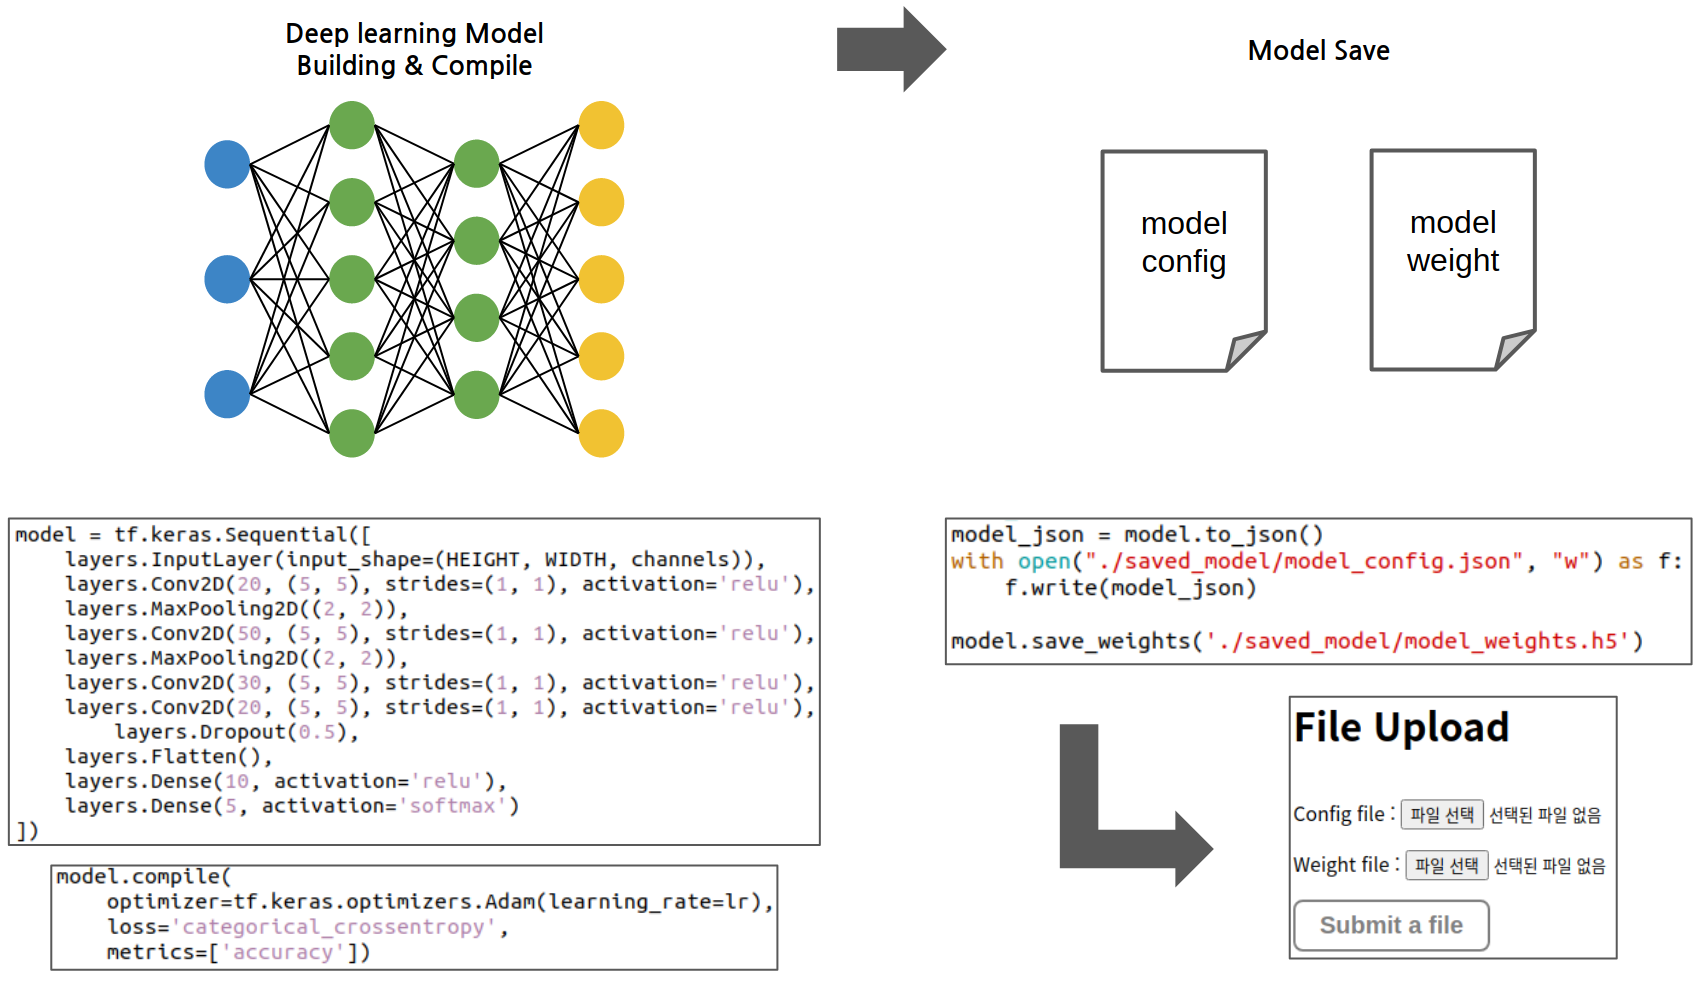 Deep learning Model
Building & Compile
Model Save
model
config
model
weight
model = tf.keras.Sequential([
    layers.InputLayer(input_shape=(HEIGHT, WIDTH, channels)),
    layers.Conv2D(20, (5, 5), strides=(1, 1), activation='relu'),
    layers.MaxPooling2D((2, 2)),
    layers.Conv2D(50, (5, 5), strides=(1, 1), activation='relu'),
    layers.MaxPooling2D((2, 2)),
    layers.Conv2D(30, (5, 5), strides=(1, 1), activation='relu'),
    layers.Conv2D(20, (5, 5), strides=(1, 1), activation='relu'),
        layers.Dropout(0.5),
    layers.Flatten(),
    layers.Dense(10, activation='relu'),
    layers.Dense(5, activation='softmax')
])
model.compile(
    optimizer=tf.keras.optimizers.Adam(learning_rate=lr),
    loss='categorical_crossentropy',
    metrics=['accuracy'])
model_json = model.to_json()
with open("./saved_model/model_config.json", "w") as f:
    f.write(model_json)
model.save_weights('./saved_model/model_weights.h5')
File Upload
Config file : 파일 선택 선택된 파일 없음
Weight file : 파일 선택 선택된 파일 없음
Submit a file